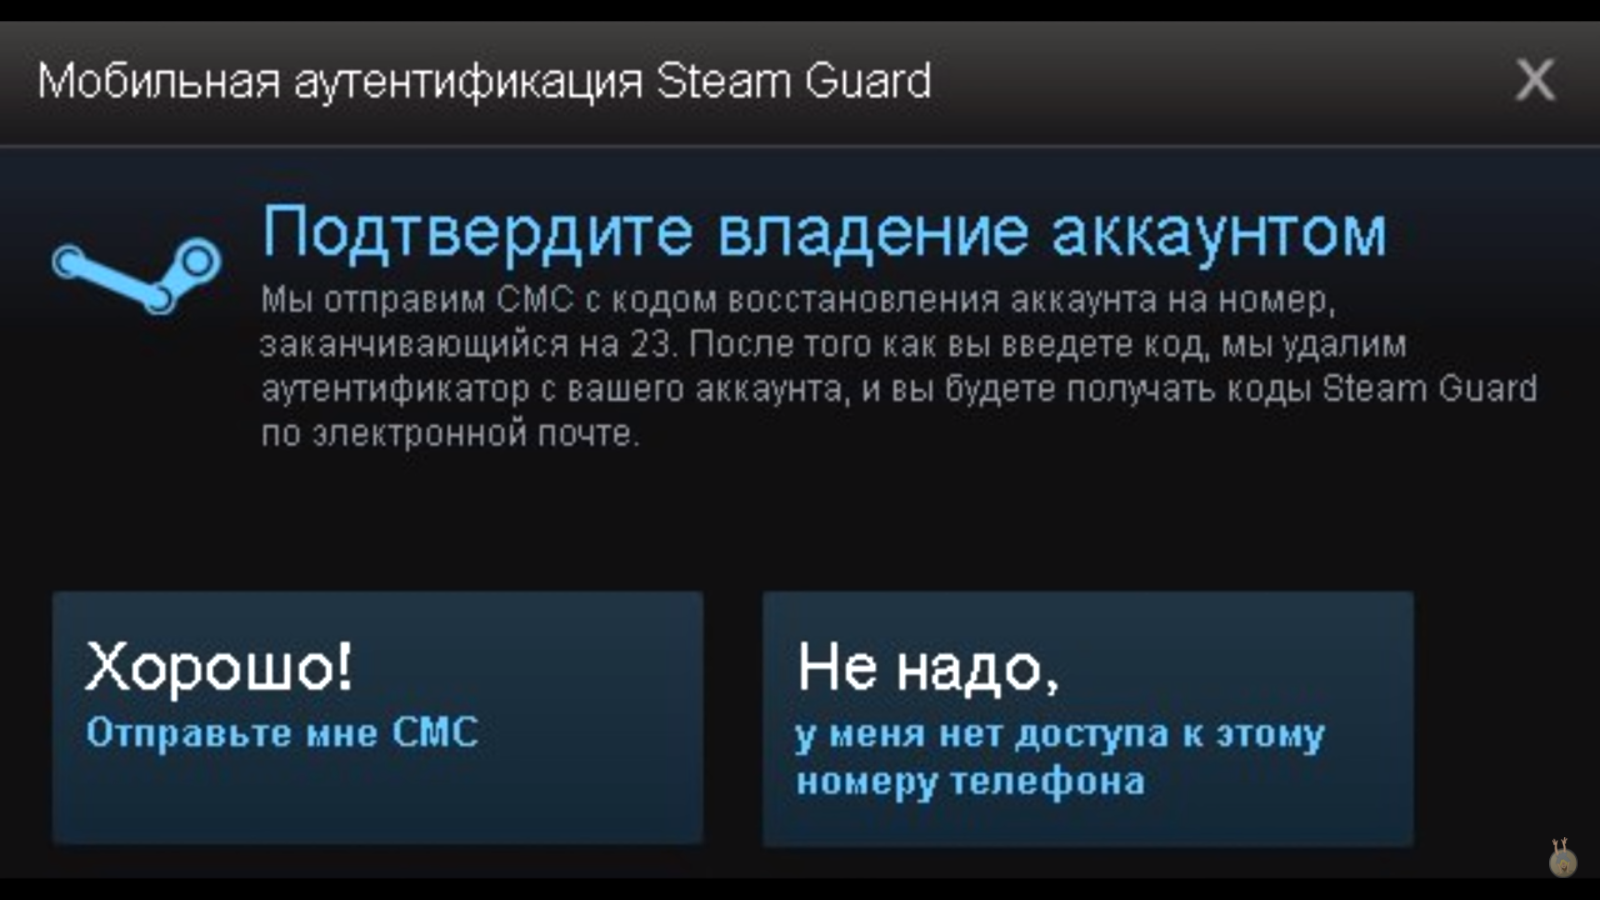 Мобильная аутентификация Steam Guard
X
Подтвердите владение аккаунтом
Мы отправим СМС с кодом восстановления аккаунта на номер,
заканчивающийся на 23. После того как вы введете код, мы удалим
аутентификатор с вашего аккаунта, и вы будете получать коды Steam Guard
по электронной почте.
Хорошо!
Отправьте мне СМС
Не надо,
у меня нет доступа к этому
номеру телефона